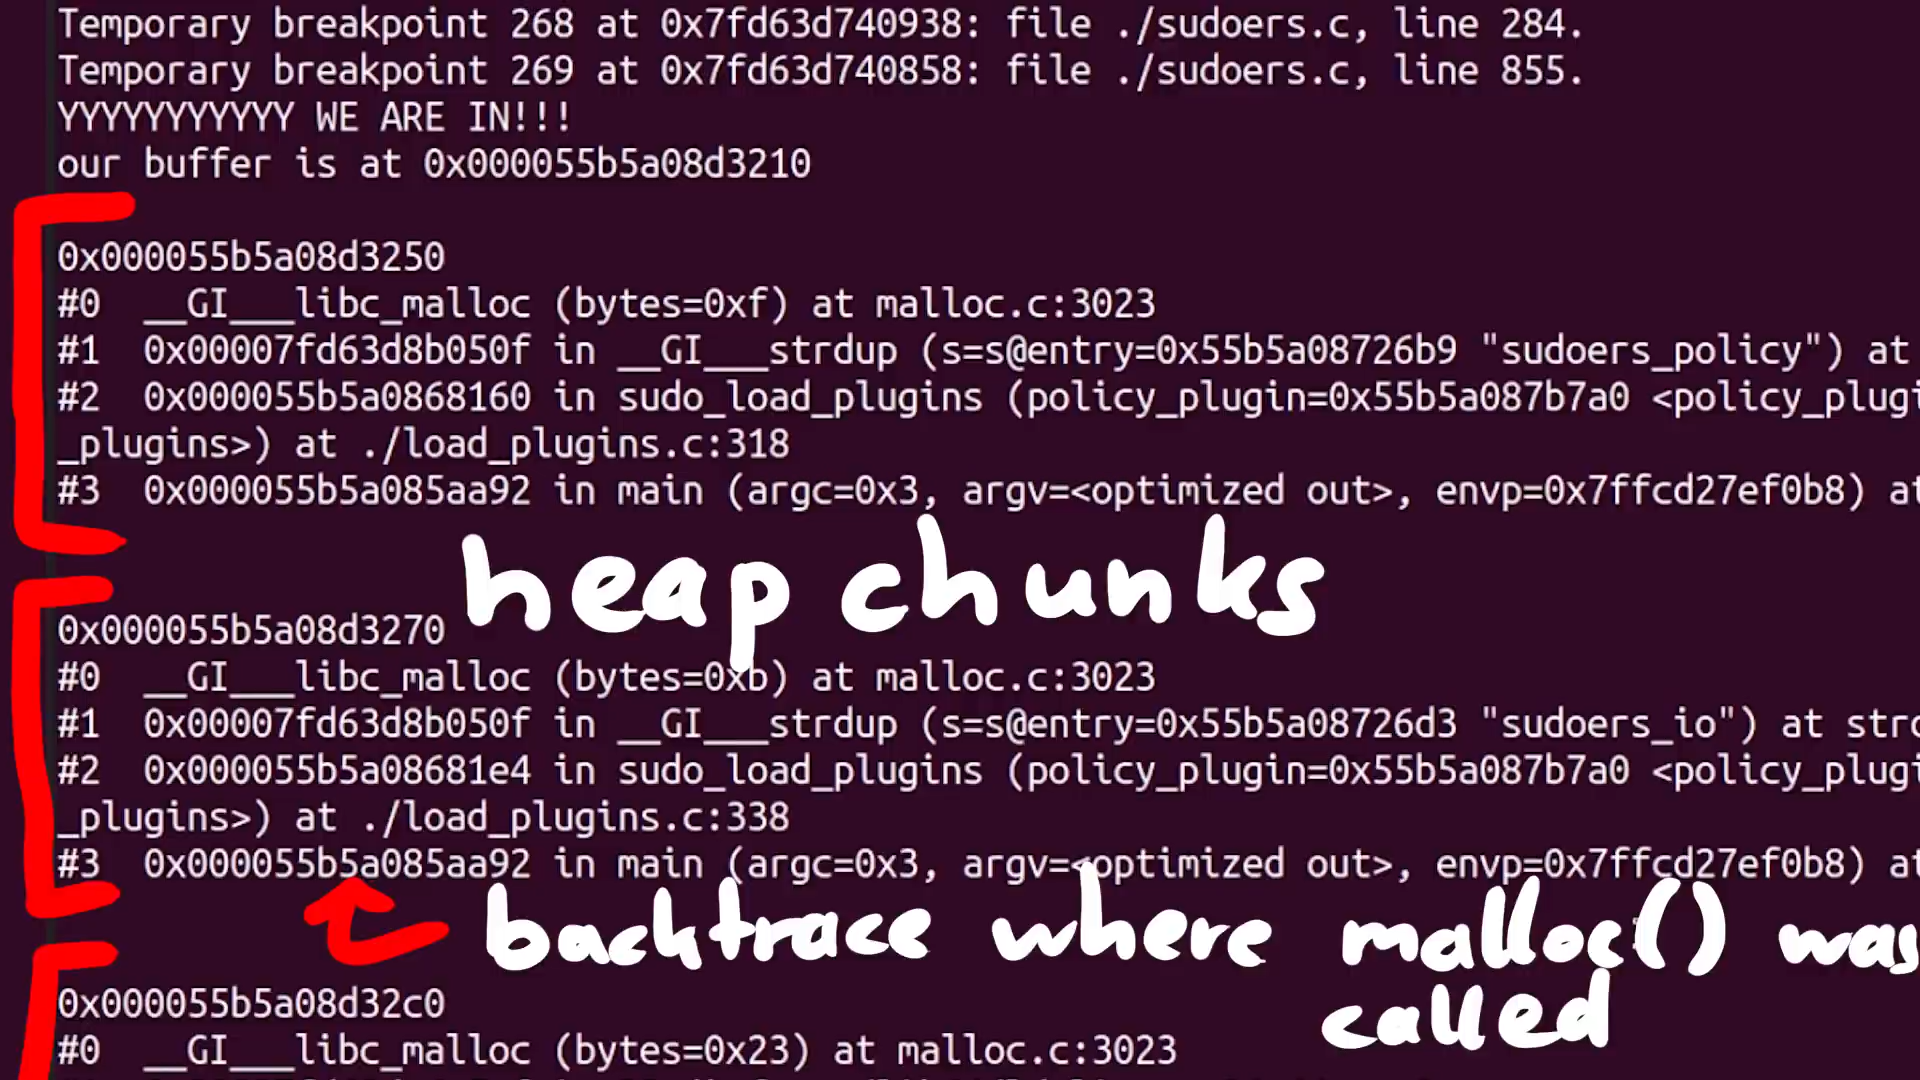 Temporary breakpoint 268 at 0x7fd63d740938: file ./sudoers.c, line 284.
Temporary breakpoint 269 at 0x7fd63d740858: file ./sudoers.c, line 855.
YYYYYYYYYYY WE ARE IN!!!
our buffer is at 0x000055b5a08d3210
0x000055b5a08d3250
#0 __GI___libc_malloc (bytes=0xf) at malloc.c:3023
#1 0x00007fd63d8b050f in __GI___strdup (s=s@entry=0x55b5a08726b9 "sudoers_policy") at
#2 0x000055b5a0868160 in sudo_load_plugins (policy_plugin=0x55b5a087b7a0 <policy_plugi
_plugins>) at ./load_plugins.c:318
#3 0x000055b5a085aa92 in main (argc=0x3, argv=<optimized out>, envp=0x7ffcd27ef0b8) at
heap chunks
0x000055b5a08d3270
#0 __GI___libc_malloc (bytes=0xb) at malloc.c:3023
#1 0x00007fd63d8b050f in __GI___strdup (s=s@entry=0x55b5a08726d3 "sudoers_io") at strd
#2 0x000055b5a08681e4 in sudo_load_plugins (policy_plugin=0x55b5a087b7a0 <policy_plugi
_plugins>) at ./load_plugins.c:338
#3 0x000055b5a085aa92 in main (argc=0x3, argv=<optimized out>, envp=0x7ffcd27ef0b8) at
backtrace where malloc() was
called
0x000055b5a08d32c0
#0 __GI___libc_malloc (bytes=0x23) at malloc.c:3023